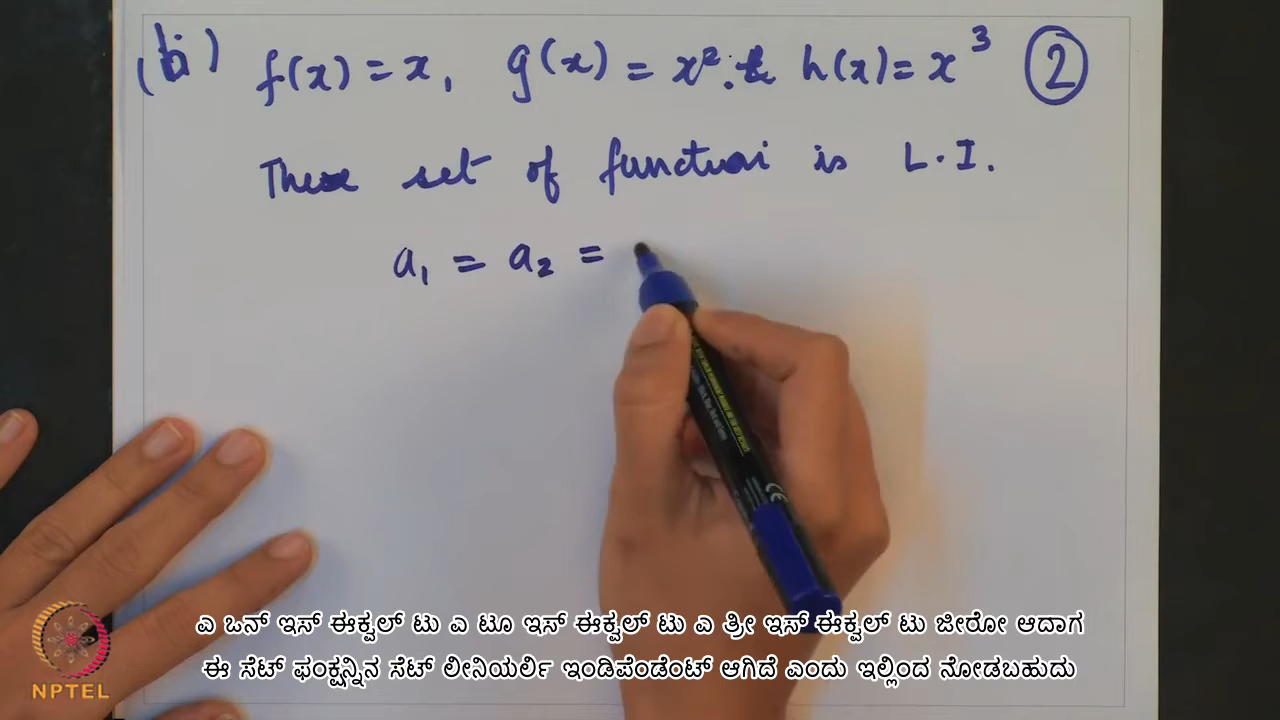 (b) f(x) = x, g(x) = x². & h(x) = x³ ②
These set of function is L.I.
a₁ = a₂ =
ಎ ಒನ್ ಇಸ್ ಈಕ್ವಲ್ ಟು ಎ ಟೂ ಇಸ್ ಈಕ್ವಲ್ ಟು ಎ ತ್ರೀ ಇಸ್ ಈಕ್ವಲ್ ಟು ಜೀರೋ ಆದಾಗ
ಈ ಸೆಟ್ ಫಂಕ್ಷನ್ನಿನ ಸೆಟ್ ಲೀನಿಯರ್ಲಿ ಇಂಡಿಪೆಂಡೆಂಟ್ ಆಗಿದೆ ಎಂದು ಇಲ್ಲಿಂದ ನೋಡಬಹುದು
NPTEL